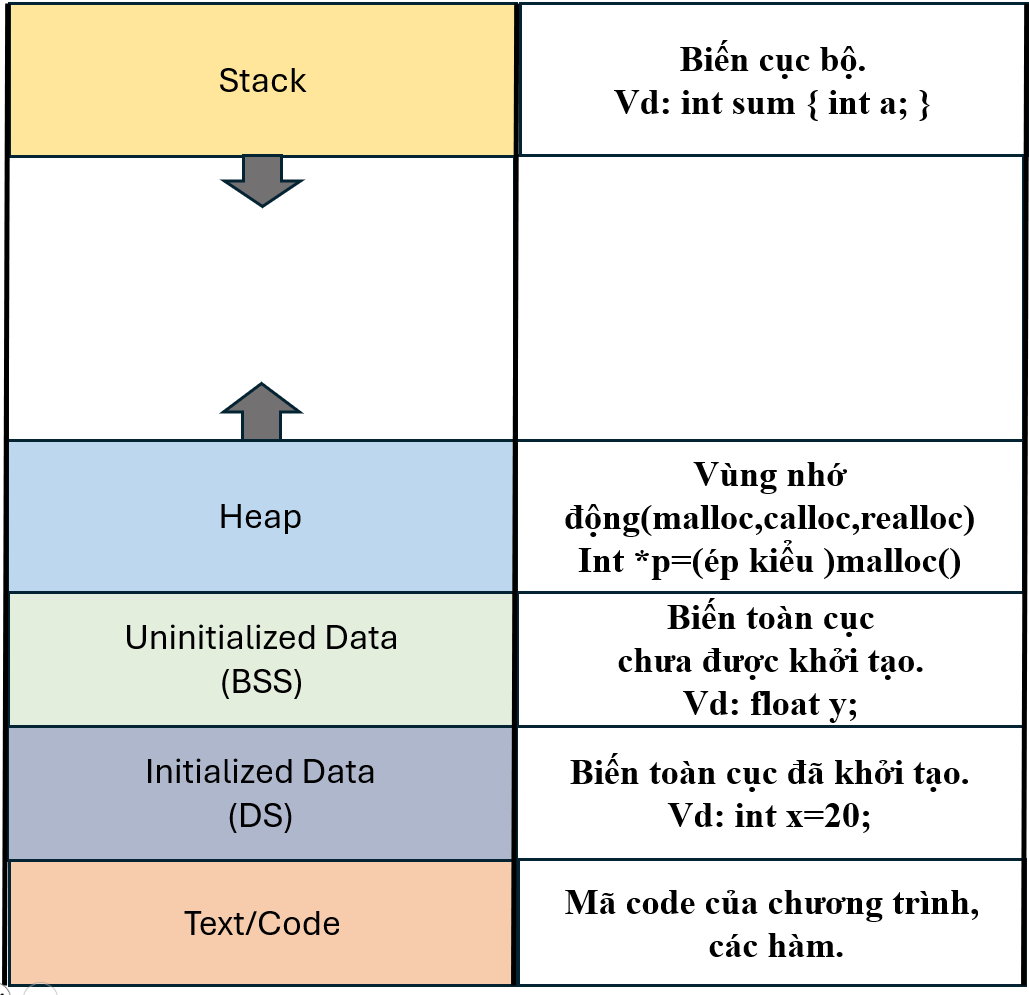 Stack
Biến cục bộ.
Vd: int sum { int a; }
Heap
Vùng nhớ
động(malloc,calloc,realloc)
Int *p=(ép kiểu )malloc()
Uninitialized Data
(BSS)
Biến toàn cục
chưa được khởi tạo.
Vd: float y;
Initialized Data
(DS)
Biến toàn cục đã khởi tạo.
Vd: int x=20;
Text/Code
Mã code của chương trình,
các hàm.